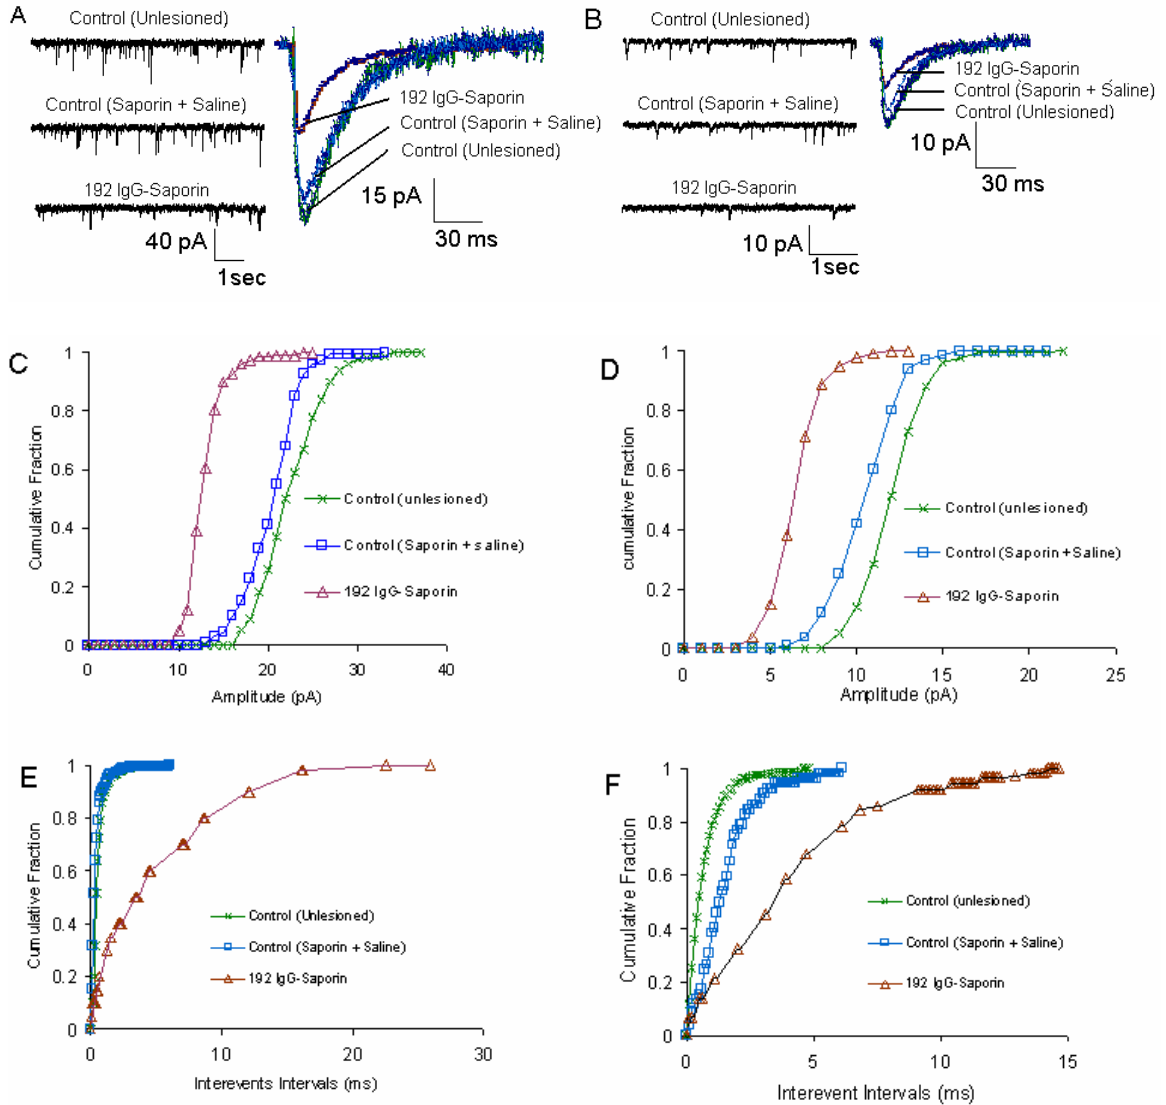 A
Control (Unlesioned)
Control (Saporin + Saline)
192 IgG-Saporin
40 pA
1sec
192 IgG-Saporin
Control (Saporin + Saline)
Control (Unlesioned)
15 pA
30 ms
B
Control (Unlesioned)
Control (Saporin + Saline)
192 IgG-Saporin
10 pA
1sec
192 IgG-Saporin
Control (Saporin + Saline)
Control (Unlesioned)
10 pA
30 ms
C
Cumulative Fraction
1
0.8
0.6
0.4
0.2
0
0 10 20 30 40
Amplitude (pA)
Control (unlesioned)
Control (Saporin + saline)
192 IgG-Saporin
D
cumulative Fraction
1
0.8
0.6
0.4
0.2
0
0 5 10 15 20 25
Amplitude (pA)
Control (unlesioned)
Control (Saporin + Saline)
192 IgG-Saporin
E
Cumulative Fraction
1
0.8
0.6
0.4
0.2
0
0 10 20 30
Interevents Intervals (ms)
Control (Unlesioned)
Control (Saporin + Saline)
192 IgG-Saporin
F
Cumulative Fraction
1
0.8
0.6
0.4
0.2
0
0 5 10 15
Interevent Intervals (ms)
Control (unlesioned)
Control (Saporin + Saline)
192 IgG-Saporin